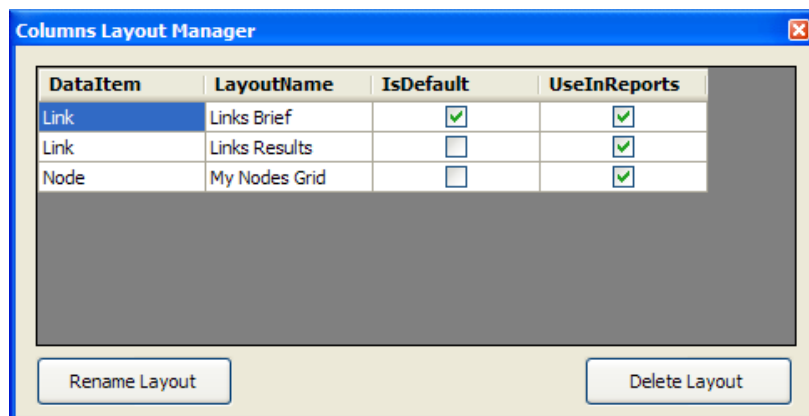 Columns Layout Manager
DataItem LayoutName IsDefault UseInReports
Link Links Brief
Link Links Results
Node My Nodes Grid
Rename Layout Delete Layout